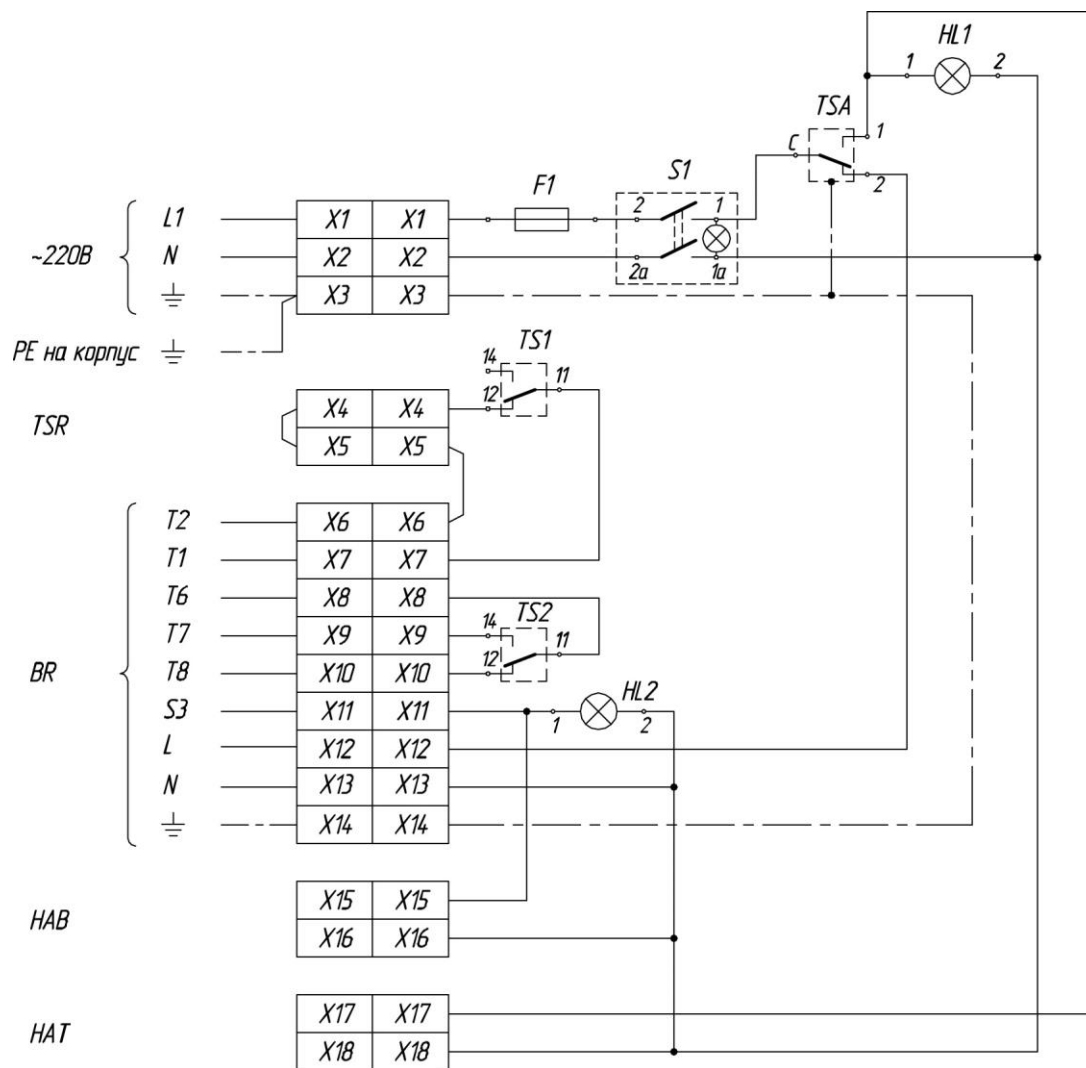 HL1
1 2
TSA
1
C
2
F1
S1
2 1
2a 1a
~220В
L1 X1 X1
N X2 X2
X3 X3
PE на корпус
TS1
14
11
12
TSR
X4 X4
X5 X5
BR
T2 X6 X6
T1 X7 X7
T6 X8 X8
T7 X9 X9
T8 X10 X10
S3 X11 X11
L X12 X12
N X13 X13
X14 X14
TS2
14
11
12
HL2
1 2
HAB
X15 X15
X16 X16
HAT
X17 X17
X18 X18